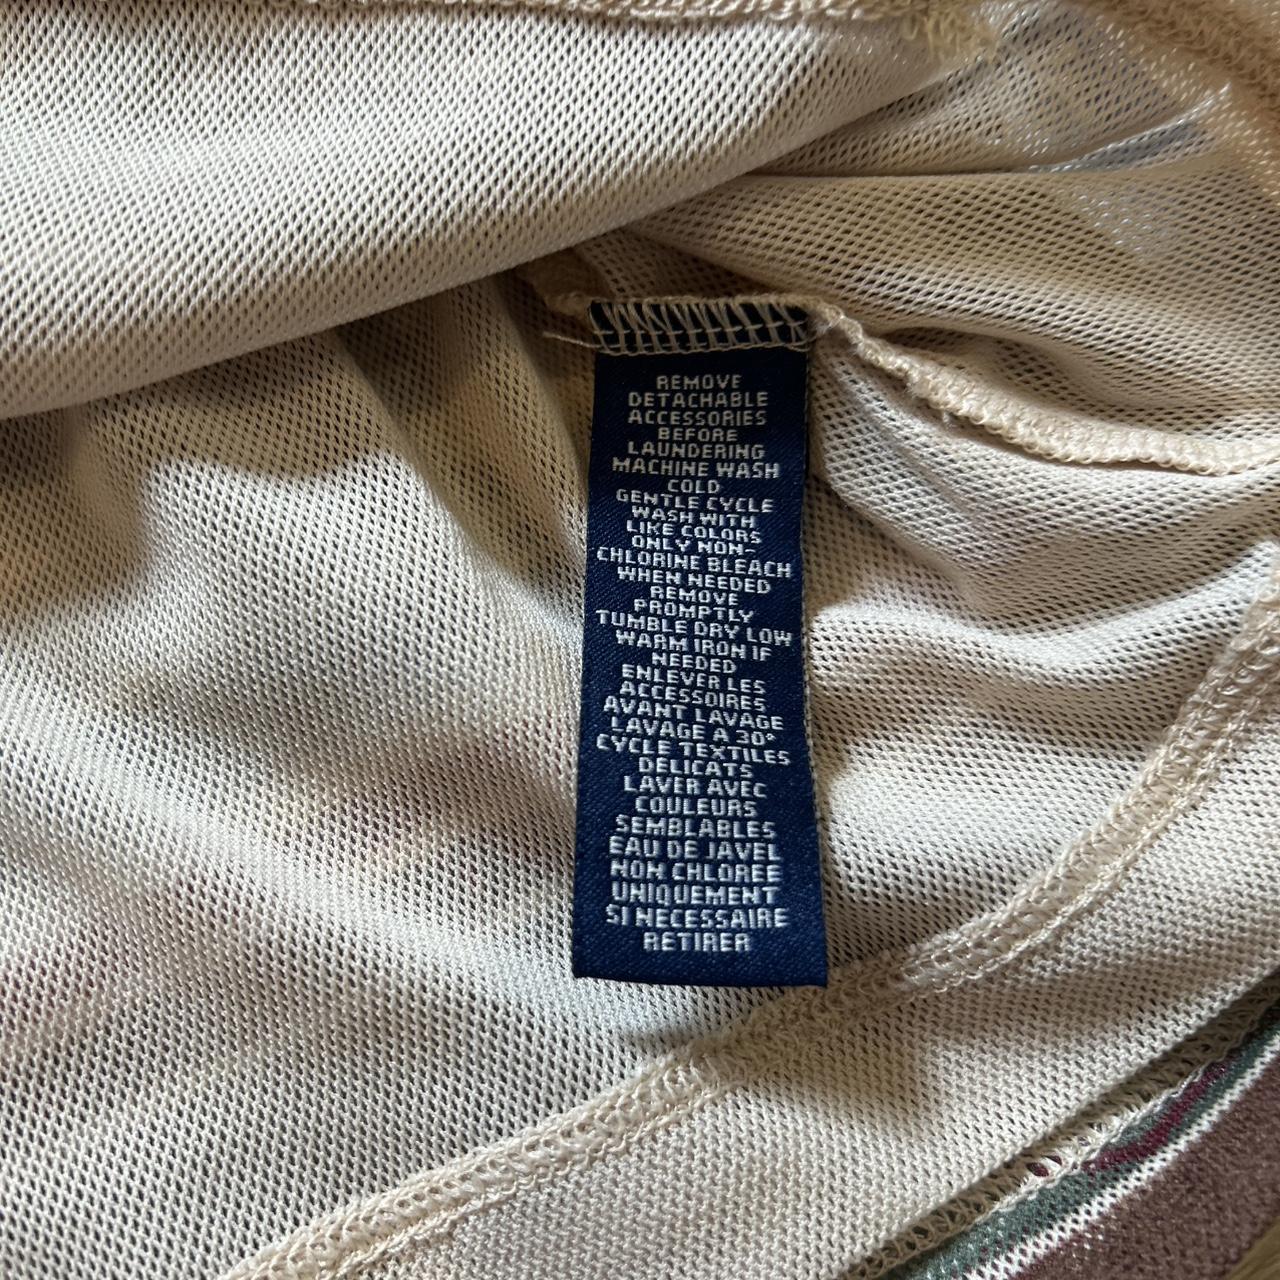 REMOVE
DETACHABLE
ACCESSORIES
BEFORE
LAUNDERING
MACHINE WASH
COLD
GENTLE CYCLE
WASH WITH
LIKE COLORS
ONLY NON-
CHLORINE BLEACH
WHEN NEEDED
REMOVE
PROMPTLY
TUMBLE DRY LOW
WARM IRON IF
NEEDED
ENLEVER LES
ACCESSOIRES
AVANT LAVAGE
LAVAGE A 30°
CYCLE TEXTILES
DELICATS
LAVER AVEC
COULEURS
SEMBLABLES
EAU DE JAVEL
NON CHLOREE
UNIQUEMENT
SI NECESSAIRE
RETIRER